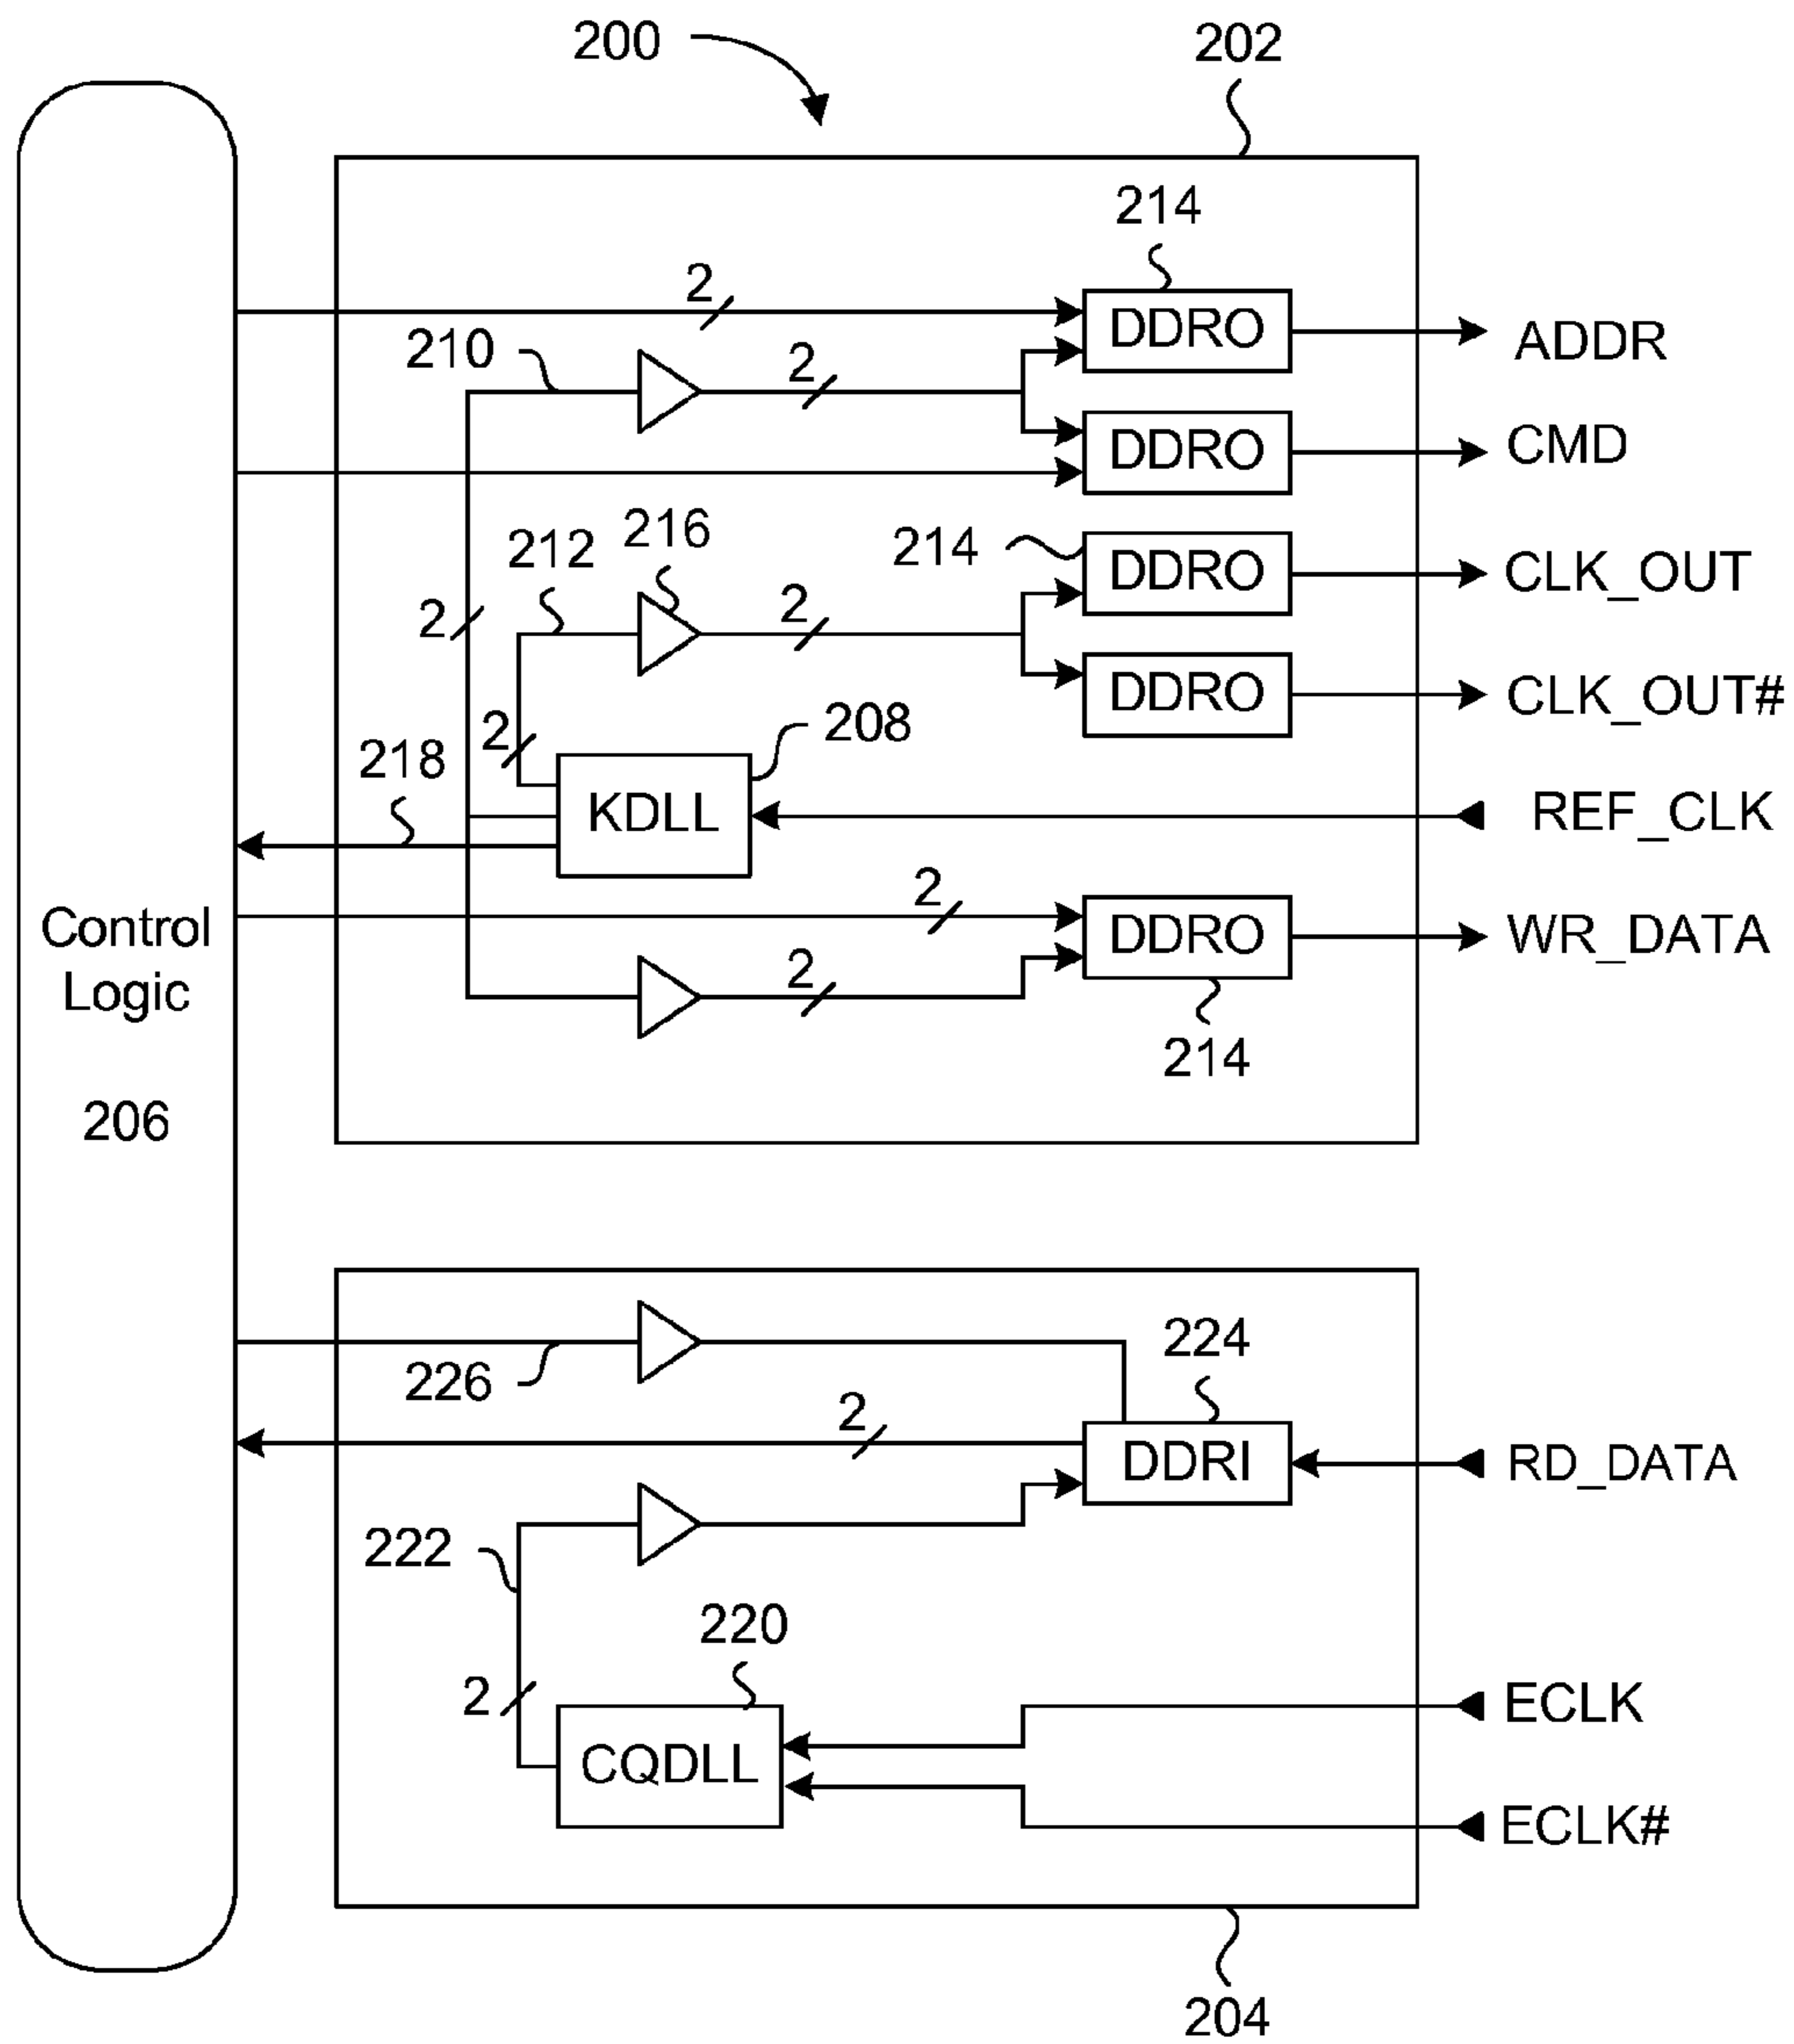 200
202
214
2
DDRO
ADDR
210
2
DDRO
CMD
212
216
214
DDRO
CLK_OUT
2
2
DDRO
CLK_OUT#
218
2
208
KDLL
REF_CLK
2
DDRO
WR_DATA
Control
Logic
2
214
206
224
226
2
DDRI
RD_DATA
222
220
2
ECLK
CQDLL
ECLK#
204